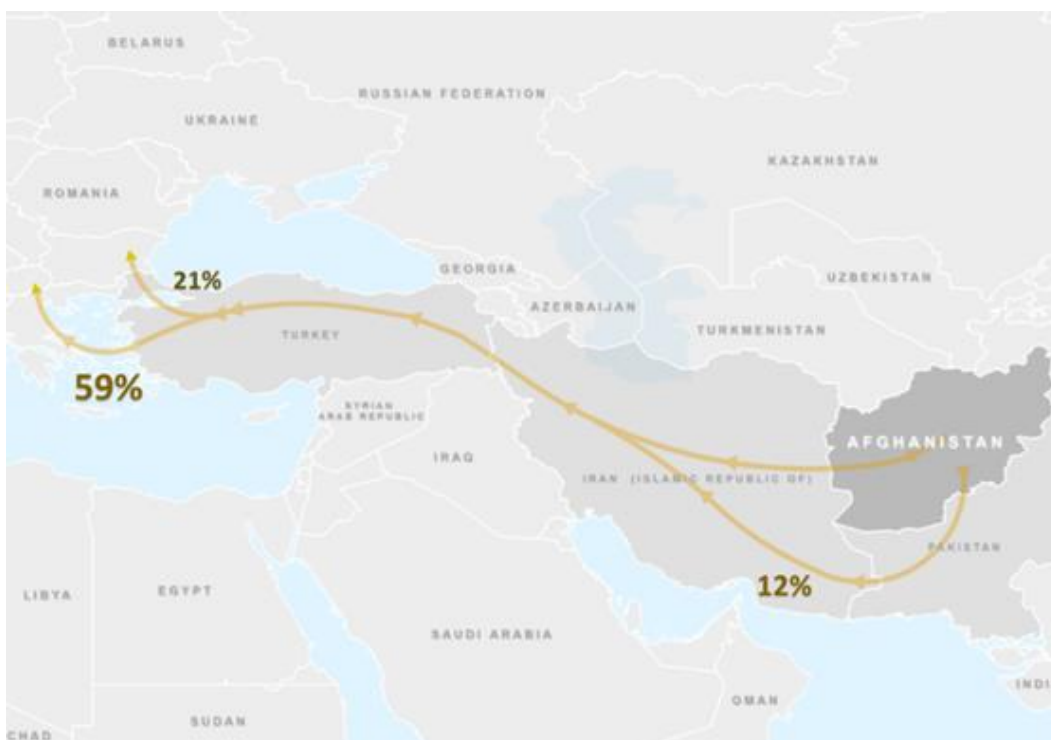 BELARUS
RUSSIAN FEDERATION
UKRAINE
KAZAKHSTAN
ROMANIA
GEORGIA
UZBEKISTAN
21%
AZERBAIJAN
TURKMENISTAN
TURKEY
59%
SYRIAN
ARAB REPUBLIC
AFGHANISTAN
IRAQ
IRAN (ISLAMIC REPUBLIC OF)
PAKISTAN
12%
LIBYA
EGYPT
SAUDI ARABIA
INDI
OMAN
SUDAN
CHAD